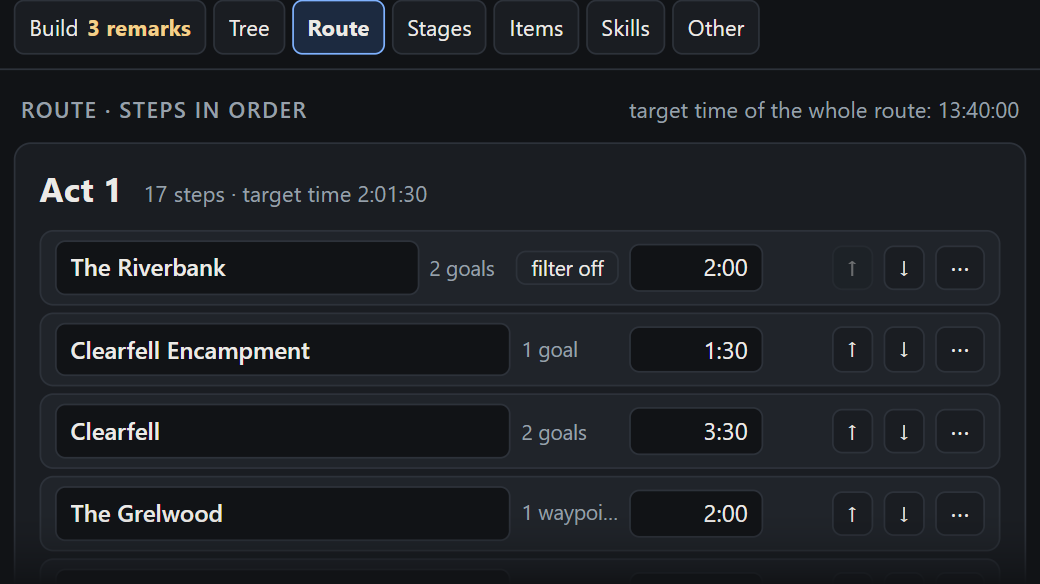 Build 3 remarks Tree Route Stages Items Skills Other
ROUTE · STEPS IN ORDER target time of the whole route: 13:40:00
Act 1 17 steps · target time 2:01:30
The Riverbank 2 goals filter off 2:00 ↑ ↓ ...
Clearfell Encampment 1 goal 1:30 ↑ ↓ ...
Clearfell 2 goals 3:30 ↑ ↓ ...
The Grelwood 1 waypoi... 2:00 ↑ ↓ ...